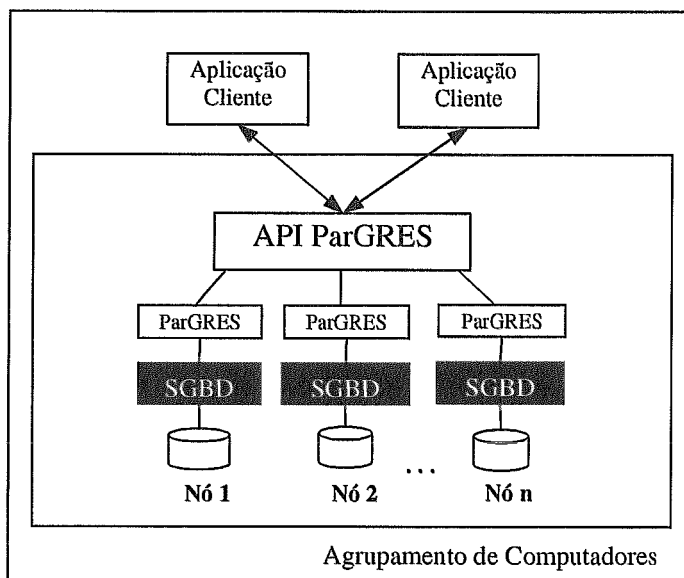 Aplicação
Cliente
Aplicação
Cliente
API ParGRES
ParGRES
ParGRES
ParGRES
SGBD
SGBD
SGBD
...
Nó 1
Nó 2
Nó n
Agrupamento de Computadores